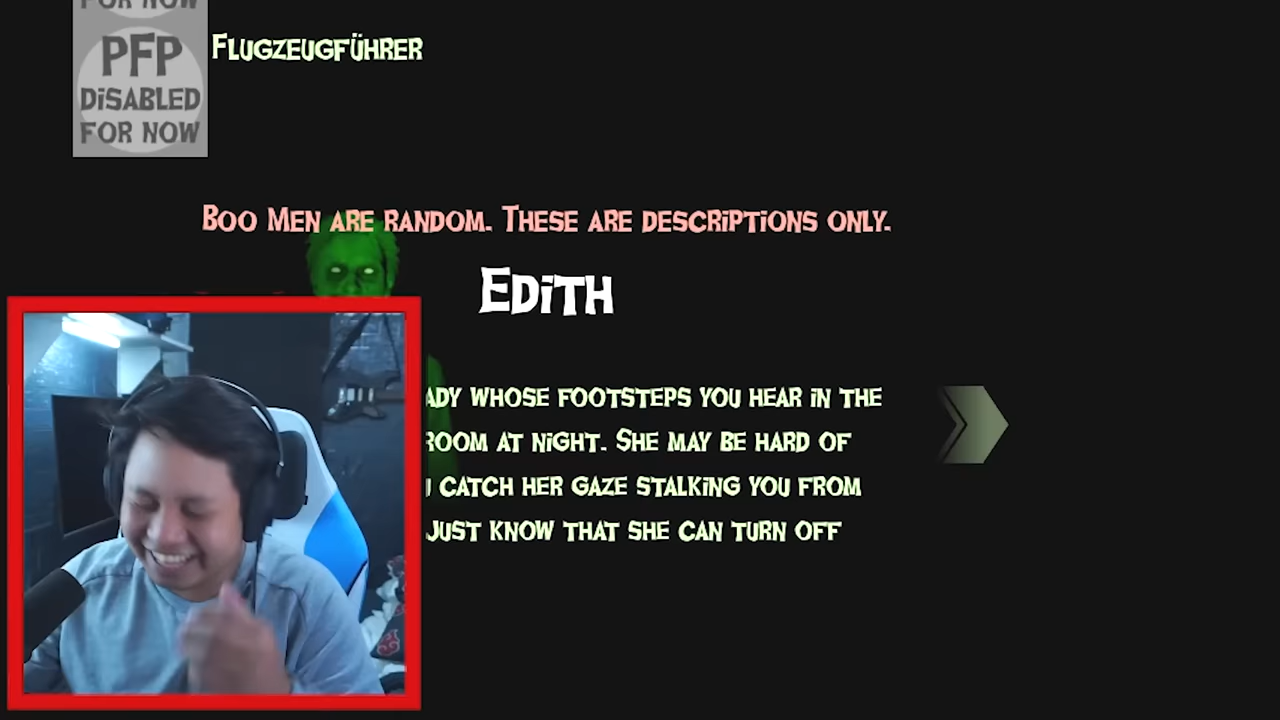 FOR NOW
PFP
DiSABLED
FOR NOW
FLUGZEUGFÜHRER
BOO MEN ARE RANDOM. THESE ARE DESCRiPTiONS ONLY.
EDiTH
WHOSE FOOTSTEPS YOU HEAR iN THE
ROOM AT NiGHT. SHE MAY BE HARD OF
CATCH HER GAZE STALKiNG YOU FROM
JUST KNOW THAT SHE CAN TURN OFF